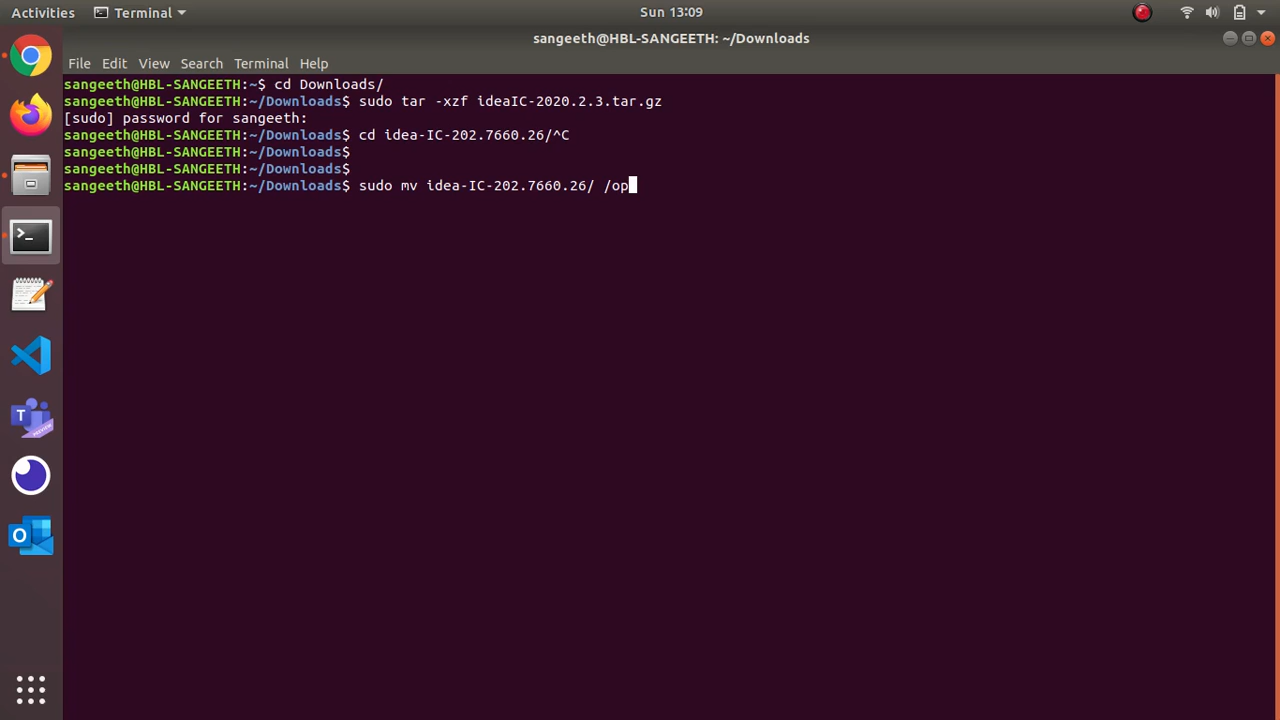 Activities Terminal Sun 13:09
sangeeth@HBL-SANGEETH: ~/Downloads
File Edit View Search Terminal Help
sangeeth@HBL-SANGEETH:~$ cd Downloads/
sangeeth@HBL-SANGEETH:~/Downloads$ sudo tar -xzf ideaIC-2020.2.3.tar.gz
[sudo] password for sangeeth:
sangeeth@HBL-SANGEETH:~/Downloads$ cd idea-IC-202.7660.26/^C
sangeeth@HBL-SANGEETH:~/Downloads$
sangeeth@HBL-SANGEETH:~/Downloads$
sangeeth@HBL-SANGEETH:~/Downloads$ sudo mv idea-IC-202.7660.26/ /op
T
PREVIEW
O